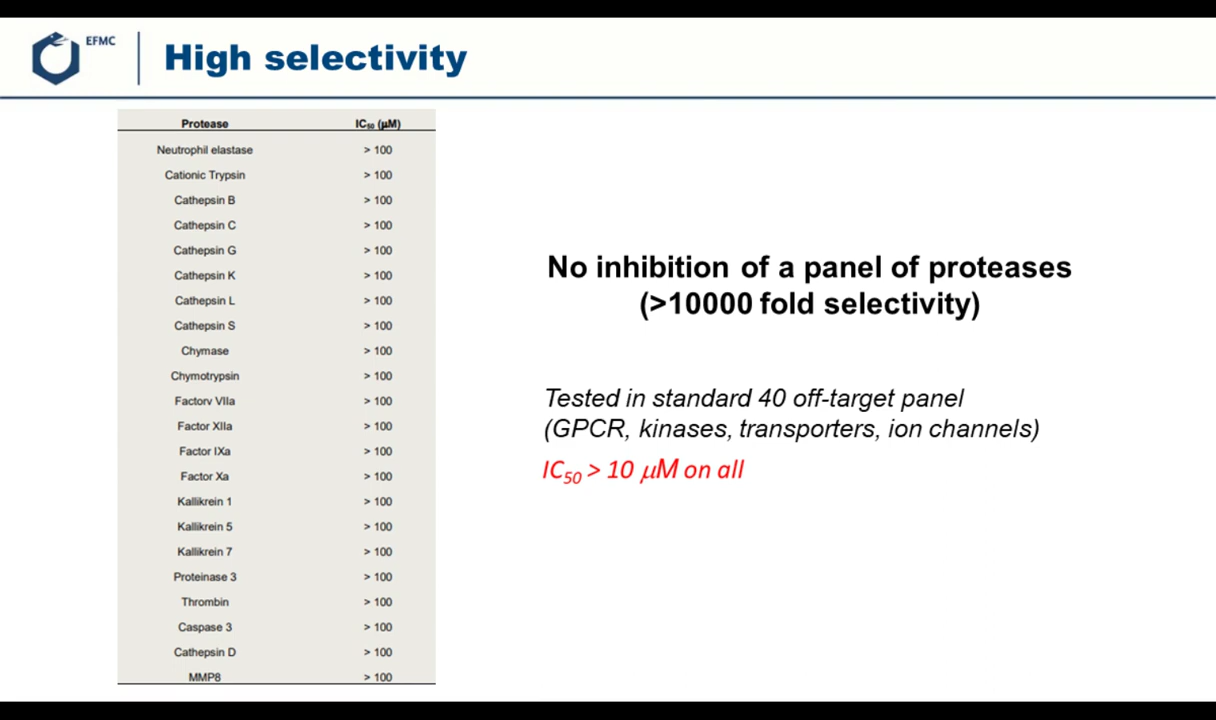 EFMC
High selectivity
Protease IC50 (µM)
Neutrophil elastase > 100
Cationic Trypsin > 100
Cathepsin B > 100
Cathepsin C > 100
Cathepsin G > 100
Cathepsin K > 100
Cathepsin L > 100
Cathepsin S > 100
Chymase > 100
Chymotrypsin > 100
Factorv VIIa > 100
Factor XIIa > 100
Factor IXa > 100
Factor Xa > 100
Kallikrein 1 > 100
Kallikrein 5 > 100
Kallikrein 7 > 100
Proteinase 3 > 100
Thrombin > 100
Caspase 3 > 100
Cathepsin D > 100
MMP8 > 100
No inhibition of a panel of proteases
(>10000 fold selectivity)
Tested in standard 40 off-target panel
(GPCR, kinases, transporters, ion channels)
IC50 > 10 µM on all